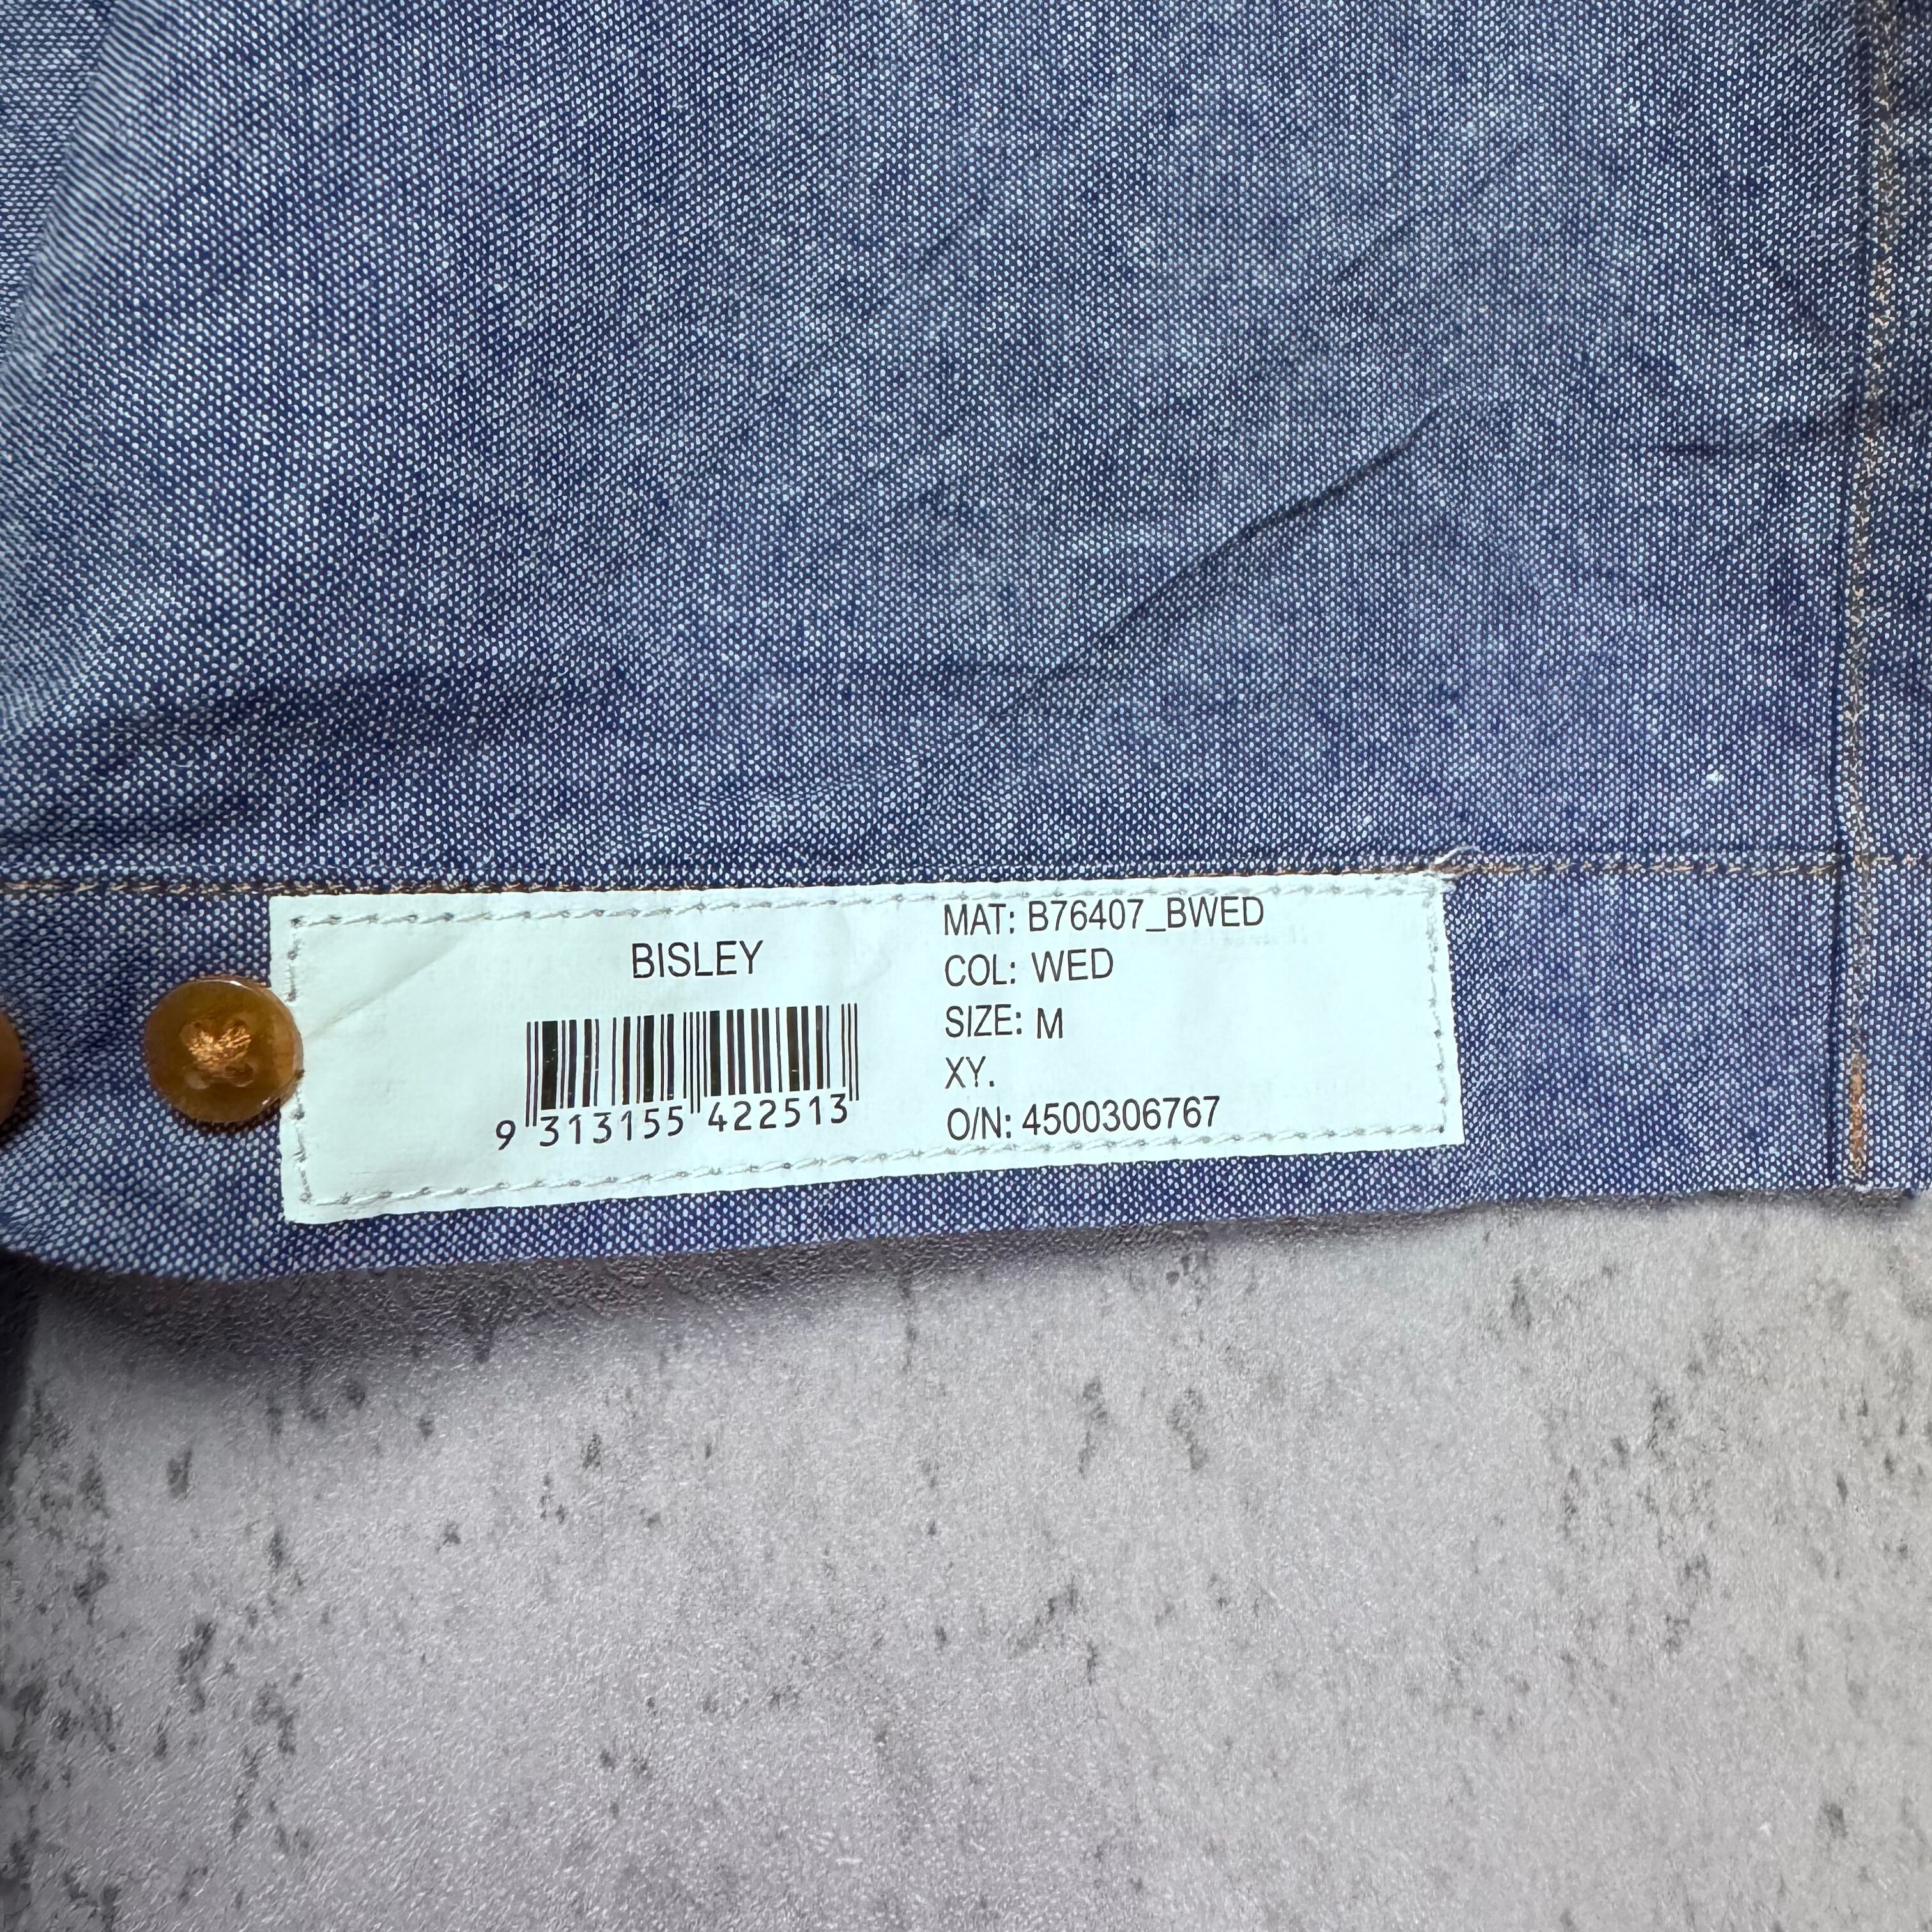 BISLEY
9 313155 422513
MAT: B76407_BWED
COL: WED
SIZE: M
XY.
O/N: 4500306767